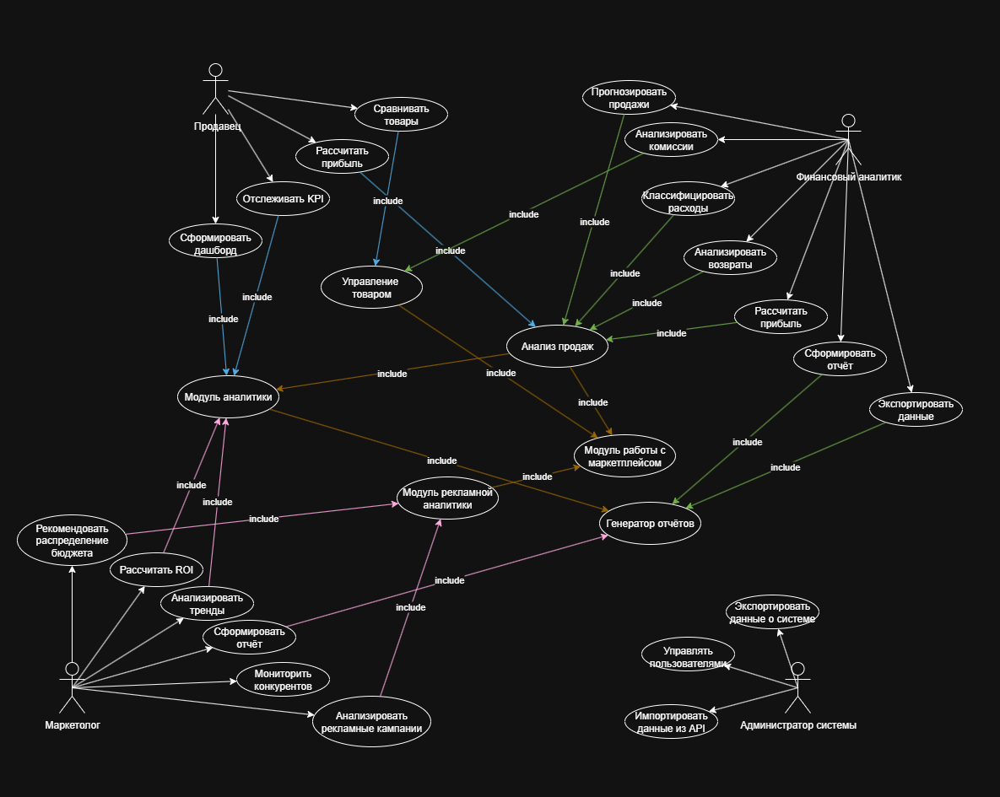 Прогнозировать
продажи
Сравнивать
товары
Продавец
Анализировать
комиссии
Рассчитать
прибыль
Финансовый аналитик
Отслеживать KPI
include
Классифицировать
расходы
include
include
Сформировать
дашборд
include
Анализировать
возвраты
include
Управление
товаром
include
include
include
Рассчитать
прибыль
include
Анализ продаж
Сформировать
отчёт
include
include
Модуль аналитики
include
Экспортировать
данные
include
Модуль работы с
маркетплейсом
include
include
include
include
Модуль рекламной
аналитики
include
include
Генератор отчётов
Рекомендовать
распределение
бюджета
Рассчитать ROI
include
Анализировать
тренды
include
Экспортировать
данные о системе
Сформировать
отчёт
Управлять
пользователями
Мониторить
конкурентов
Маркетолог
Анализировать
рекламные кампании
Импортировать
данные из API
Администратор системы